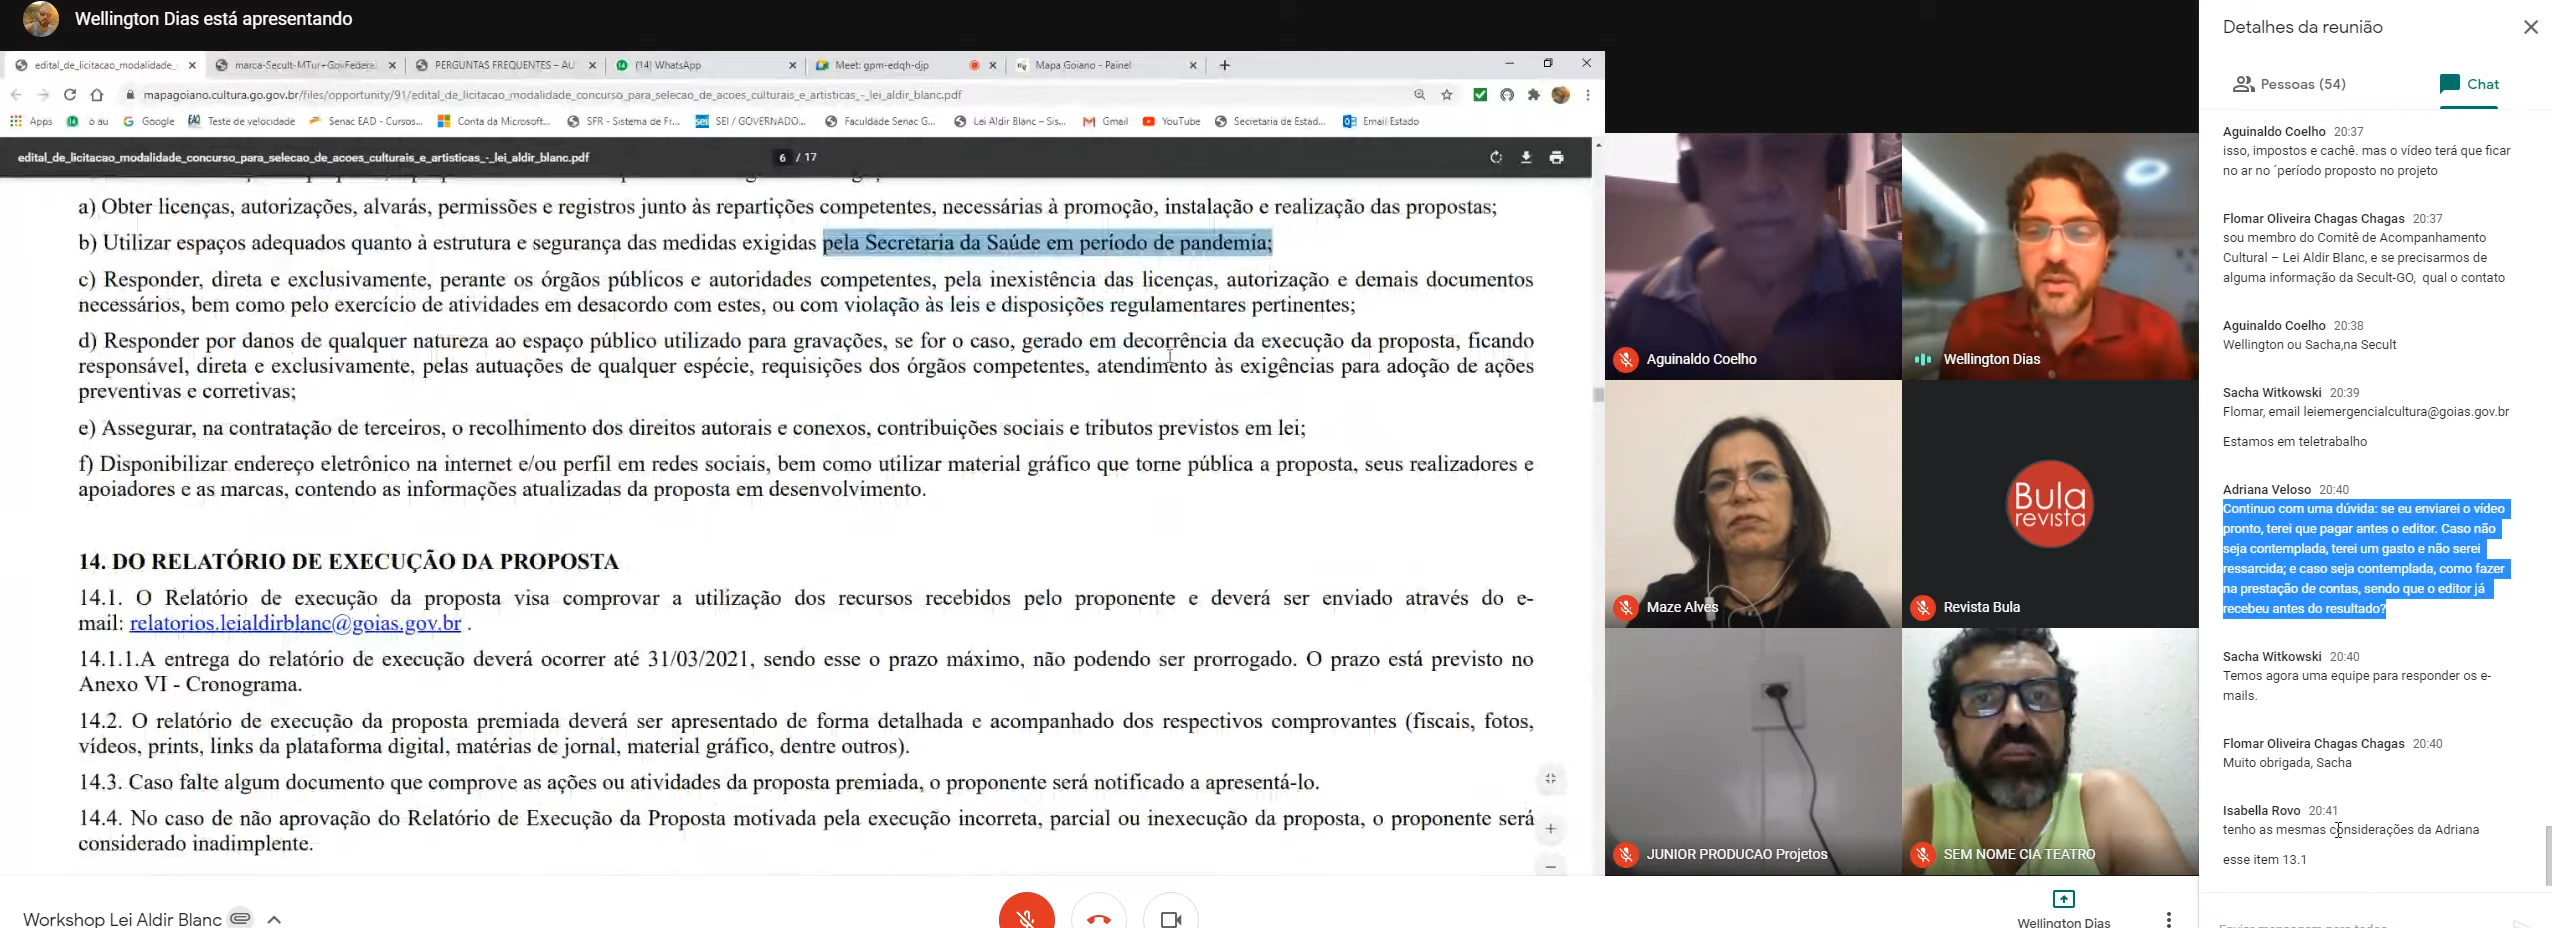 Wellington Dias está apresentando
edital_de_licitacao_modalidade_
marca-Secult-MTur+GovFedera
PERGUNTAS FREQUENTES – AU
(14) WhatsApp
Meet: gpm-edqh-djp
Mapa Goiano - Painel
mapagoiano.cultura.go.gov.br/files/opportunity/91/edital_de_licitacao_modalidade_concurso_para_selecao_de_acoes_culturais_e_artisticas_-_lei_aldir_blanc.pdf
Apps
o au
Google
Teste de velocidade
Senac EAD - Cursos...
Conta da Microsoft...
SFR - Sistema de Fr...
SEI / GOVERNADO...
Faculdade Senac G...
Lei Aldir Blanc – Sis...
Gmail
YouTube
Secretaria de Estad...
Email Estado
edital_de_licitacao_modalidade_concurso_para_selecao_de_acoes_culturais_e_artisticas_-_lei_aldir_blanc.pdf
6 / 17
a) Obter licenças, autorizações, alvarás, permissões e registros junto às repartições competentes, necessárias à promoção, instalação e realização das propostas;
b) Utilizar espaços adequados quanto à estrutura e segurança das medidas exigidas pela Secretaria da Saúde em período de pandemia;
c) Responder, direta e exclusivamente, perante os órgãos públicos e autoridades competentes, pela inexistência das licenças, autorização e demais documentos
necessários, bem como pelo exercício de atividades em desacordo com estes, ou com violação às leis e disposições regulamentares pertinentes;
d) Responder por danos de qualquer natureza ao espaço público utilizado para gravações, se for o caso, gerado em decorrência da execução da proposta, ficando
responsável, direta e exclusivamente, pelas autuações de qualquer espécie, requisições dos órgãos competentes, atendimento às exigências para adoção de ações
preventivas e corretivas;
e) Assegurar, na contratação de terceiros, o recolhimento dos direitos autorais e conexos, contribuições sociais e tributos previstos em lei;
f) Disponibilizar endereço eletrônico na internet e/ou perfil em redes sociais, bem como utilizar material gráfico que torne pública a proposta, seus realizadores e
apoiadores e as marcas, contendo as informações atualizadas da proposta em desenvolvimento.
14. DO RELATÓRIO DE EXECUÇÃO DA PROPOSTA
14.1. O Relatório de execução da proposta visa comprovar a utilização dos recursos recebidos pelo proponente e deverá ser enviado através do e-
mail: relatorios.leialdirblanc@goias.gov.br .
14.1.1.A entrega do relatório de execução deverá ocorrer até 31/03/2021, sendo esse o prazo máximo, não podendo ser prorrogado. O prazo está previsto no
Anexo VI - Cronograma.
14.2. O relatório de execução da proposta premiada deverá ser apresentado de forma detalhada e acompanhado dos respectivos comprovantes (fiscais, fotos,
vídeos, prints, links da plataforma digital, matérias de jornal, material gráfico, dentre outros).
14.3. Caso falte algum documento que comprove as ações ou atividades da proposta premiada, o proponente será notificado a apresentá-lo.
14.4. No caso de não aprovação do Relatório de Execução da Proposta motivada pela execução incorreta, parcial ou inexecução da proposta, o proponente será
considerado inadimplente.
Aguinaldo Coelho
Wellington Dias
Maze Alves
Bula
revista
Revista Bula
JUNIOR PRODUCAO Projetos
SEM NOME CIA TEATRO
Workshop Lei Aldir Blanc
Wellington Dias
Detalhes da reunião
Pessoas (54)
Chat
Aguinaldo Coelho 20:37
isso, impostos e cachê. mas o vídeo terá que ficar
no ar no ´período proposto no projeto
Flomar Oliveira Chagas Chagas 20:37
sou membro do Comitê de Acompanhamento
Cultural – Lei Aldir Blanc, e se precisarmos de
alguma informação da Secult-GO, qual o contato
Aguinaldo Coelho 20:38
Wellington ou Sacha,na Secult
Sacha Witkowski 20:39
Flomar, email leiemergencialcultura@goias.gov.br
Estamos em teletrabalho
Adriana Veloso 20:40
Continuo com uma dúvida: se eu enviarei o vídeo
pronto, terei que pagar antes o editor. Caso não
seja contemplada, terei um gasto e não serei
ressarcida; e caso seja contemplada, como fazer
na prestação de contas, sendo que o editor já
recebeu antes do resultado?
Sacha Witkowski 20:40
Temos agora uma equipe para responder os e-
mails.
Flomar Oliveira Chagas Chagas 20:40
Muito obrigada, Sacha
Isabella Rovo 20:41
tenho as mesmas considerações da Adriana
esse item 13.1